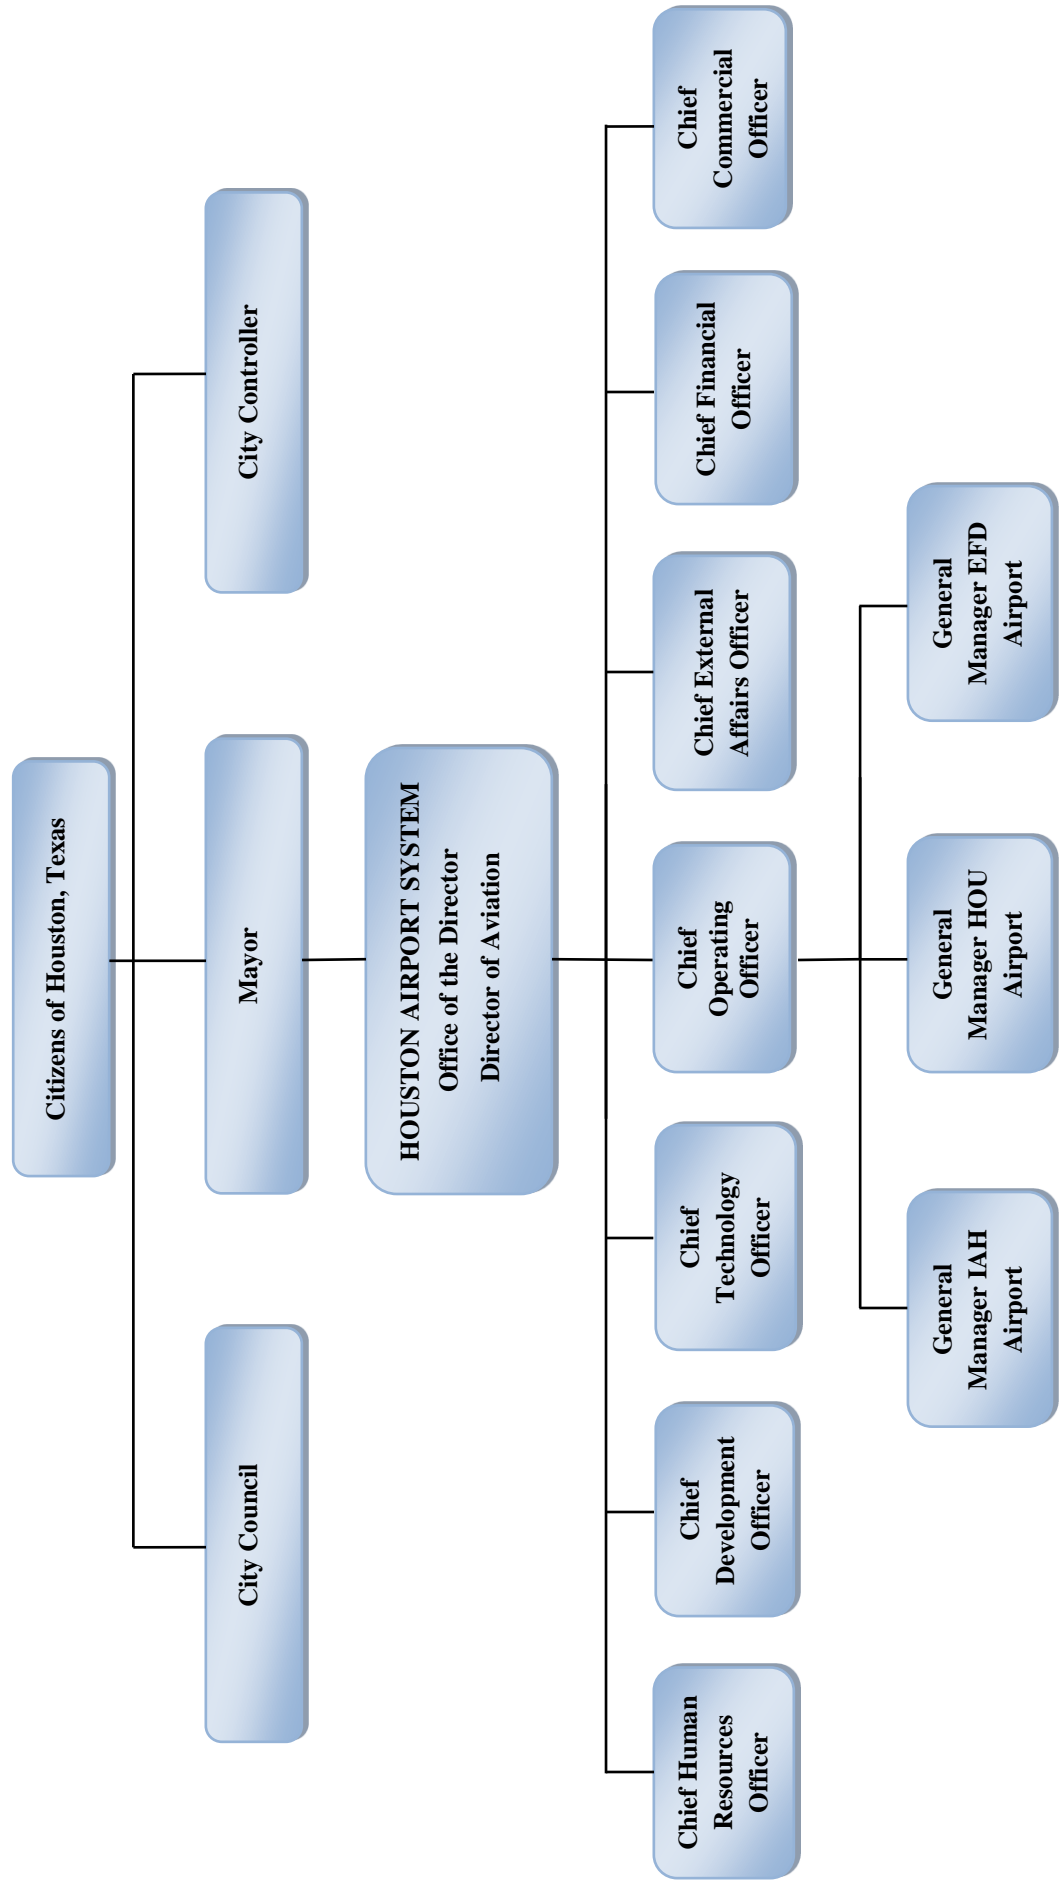 Citizens of Houston, Texas
City Council
Mayor
City Controller
HOUSTON AIRPORT SYSTEM
Office of the Director
Director of Aviation
Chief Human
Resources
Officer
Chief
Development
Officer
Chief
Technology
Officer
Chief
Operating
Officer
Chief External
Affairs Officer
Chief Financial
Officer
Chief
Commercial
Officer
General
Manager IAH
Airport
General
Manager HOU
Airport
General
Manager EFD
Airport